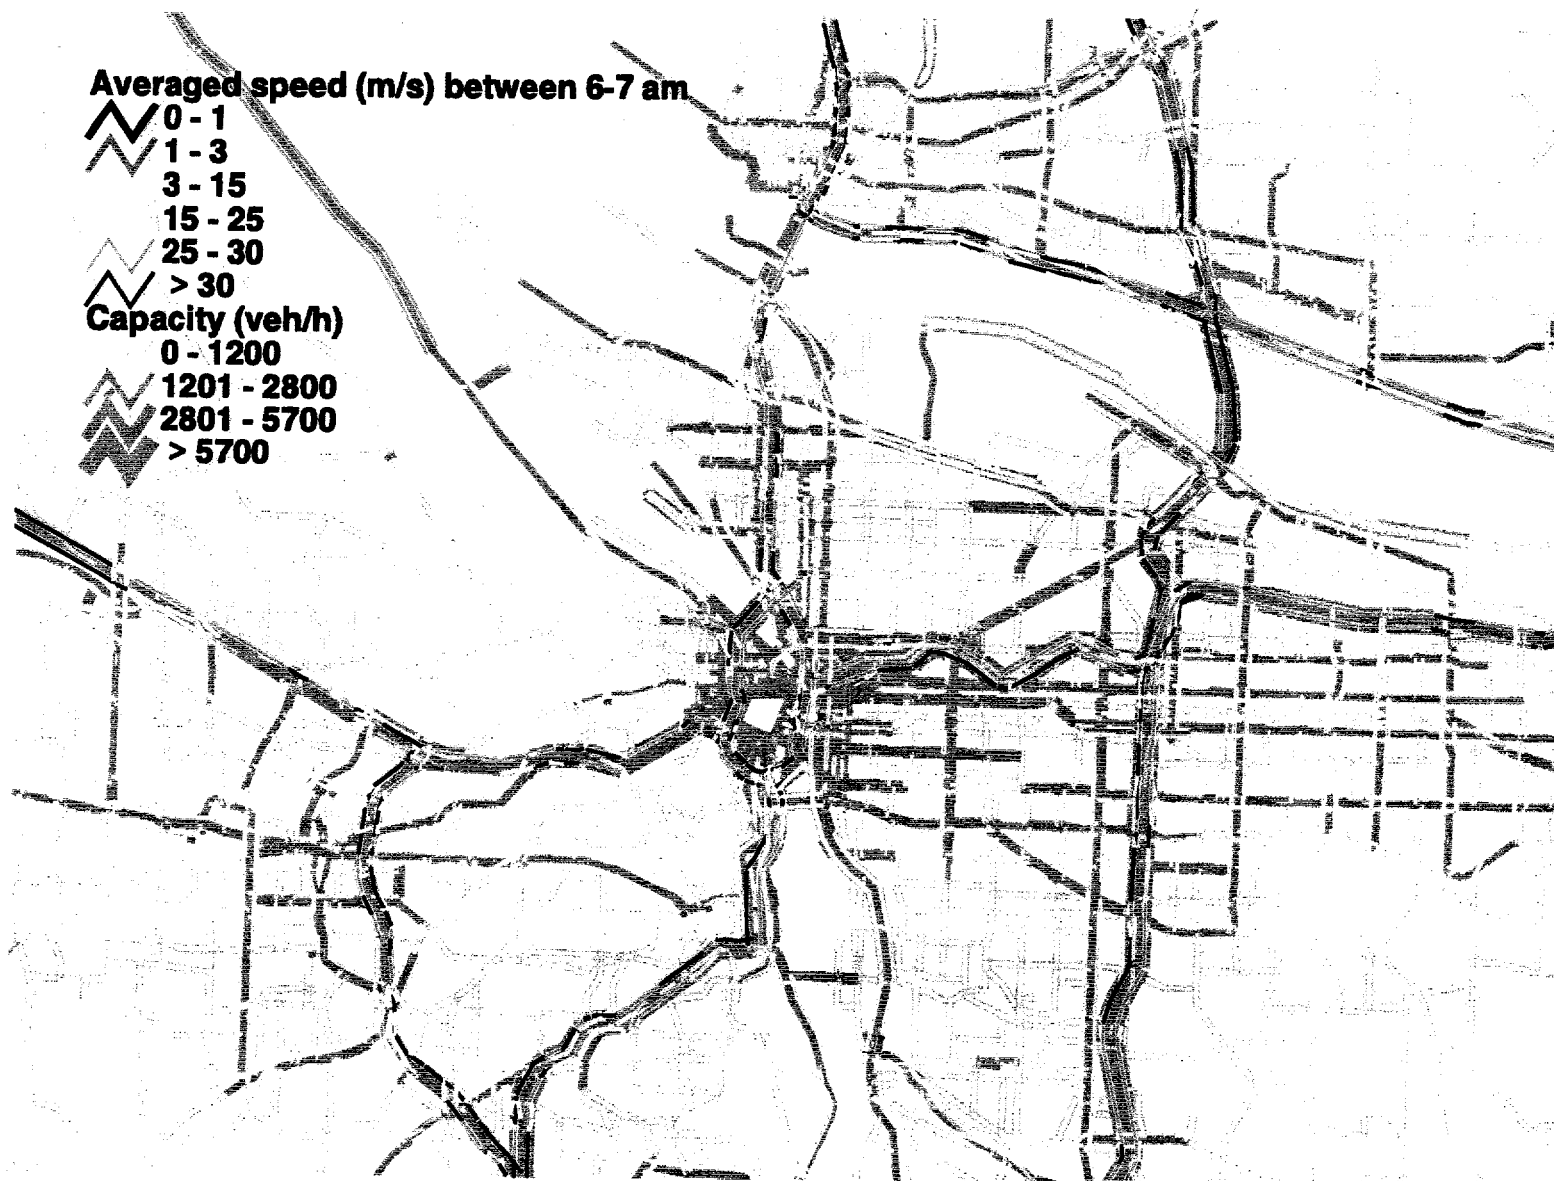 Averaged speed (m/s) between 6-7 am
0 - 1
1 - 3
3 - 15
15 - 25
25 - 30
> 30
Capacity (veh/h)
0 - 1200
1201 - 2800
2801 - 5700
> 5700